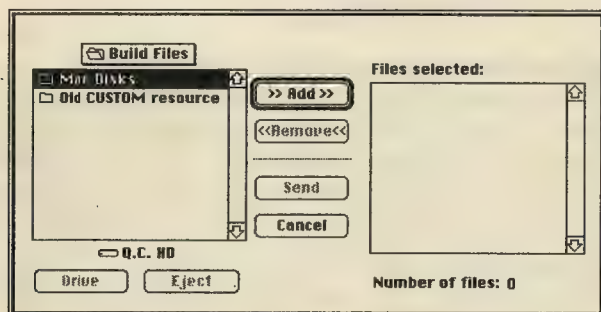 Build Files
Mar Disks
Old CUSTOM resource
Q.C. HD
Drive
Eject
>> Add >>
<<Remove<<
Send
Cancel
Files selected:
Number of files: 0